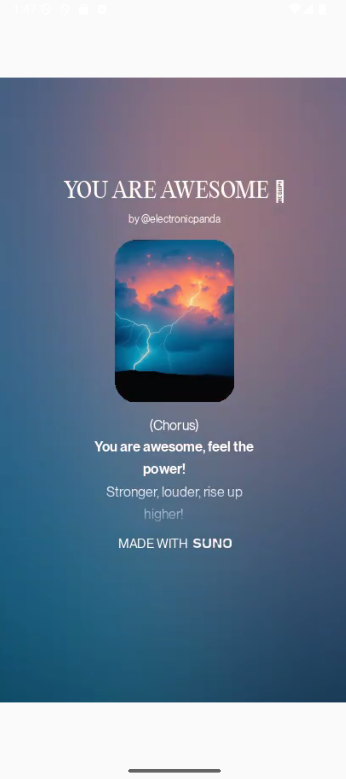 YOU ARE AWESOME
by @electronicpanda
(Chorus)
You are awesome, feel the
power!
Stronger, louder, rise up
higher!
MADE WITH SUNO